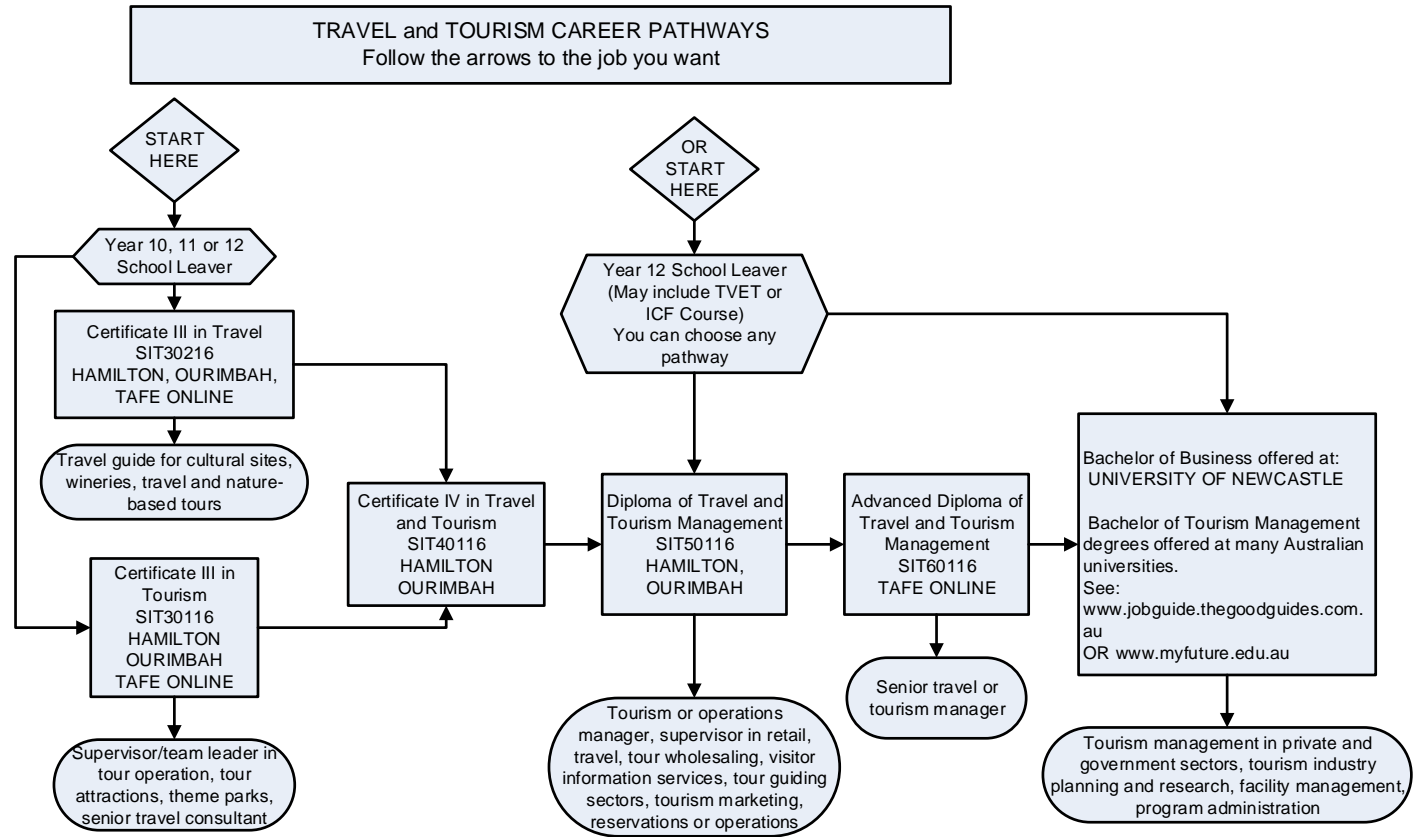 TRAVEL and TOURISM CAREER PATHWAYS
Follow the arrows to the job you want
START
HERE
OR
START
HERE
Year 10, 11 or 12
School Leaver
Year 12 School Leaver
(May include TVET or
ICF Course)
You can choose any
pathway
Certificate III in Travel
SIT30216
HAMILTON, OURIMBAH,
TAFE ONLINE
Travel guide for cultural sites,
wineries, travel and nature-
based tours
Certificate III in
Tourism
SIT30116
HAMILTON
OURIMBAH
TAFE ONLINE
Supervisor/team leader in
tour operation, tour
attractions, theme parks,
senior travel consultant
Certificate IV in Travel
and Tourism
SIT40116
HAMILTON
OURIMBAH
Diploma of Travel and
Tourism Management
SIT50116
HAMILTON,
OURIMBAH
Tourism or operations
manager, supervisor in retail,
travel, tour wholesaling, visitor
information services, tour guiding
sectors, tourism marketing,
reservations or operations
Advanced Diploma of
Travel and Tourism
Management
SIT60116
TAFE ONLINE
Senior travel or
tourism manager
Bachelor of Business offered at:
UNIVERSITY OF NEWCASTLE
Bachelor of Tourism Management
degrees offered at many Australian
universities.
See:
www.jobguide.thegoodguides.com.
au
OR www.myfuture.edu.au
Tourism management in private and
government sectors, tourism industry
planning and research, facility management,
program administration